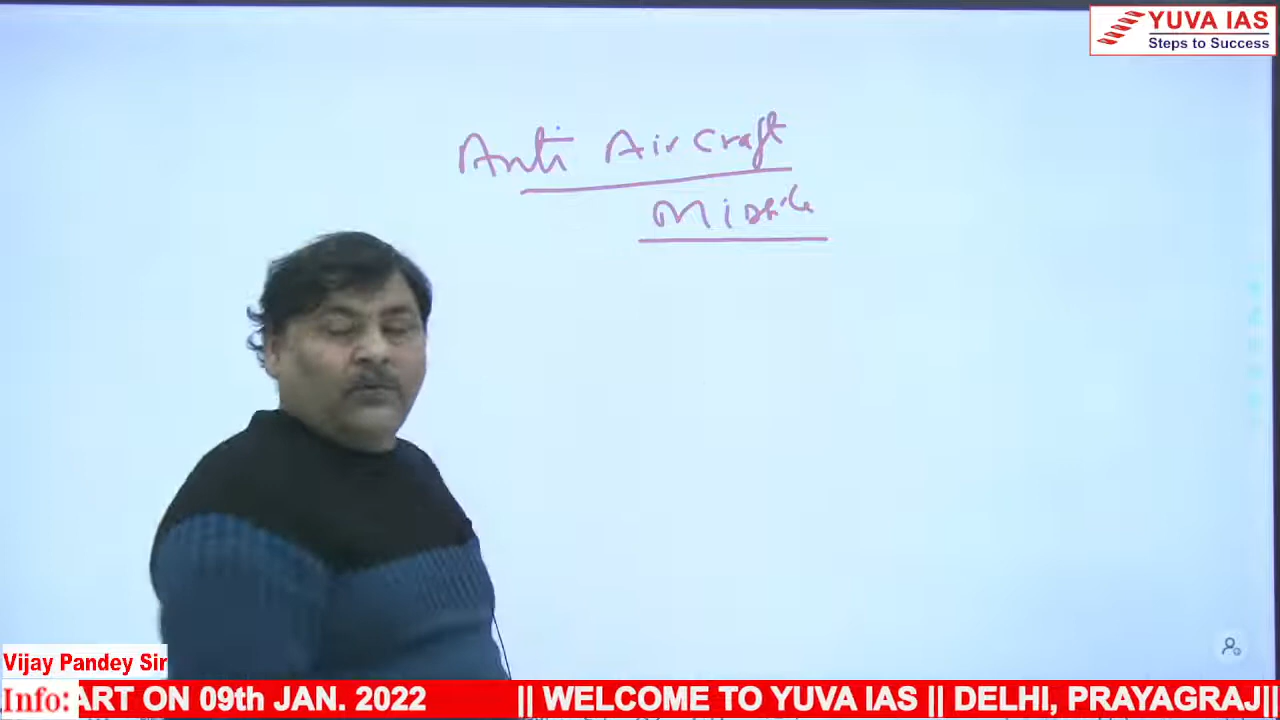 YUVA IAS
Steps to Success
Anti Aircraft
Missile
Vijay Pandey Sir
Info: ART ON 09th JAN. 2022 || WELCOME TO YUVA IAS || DELHI, PRAYAGRAJ||